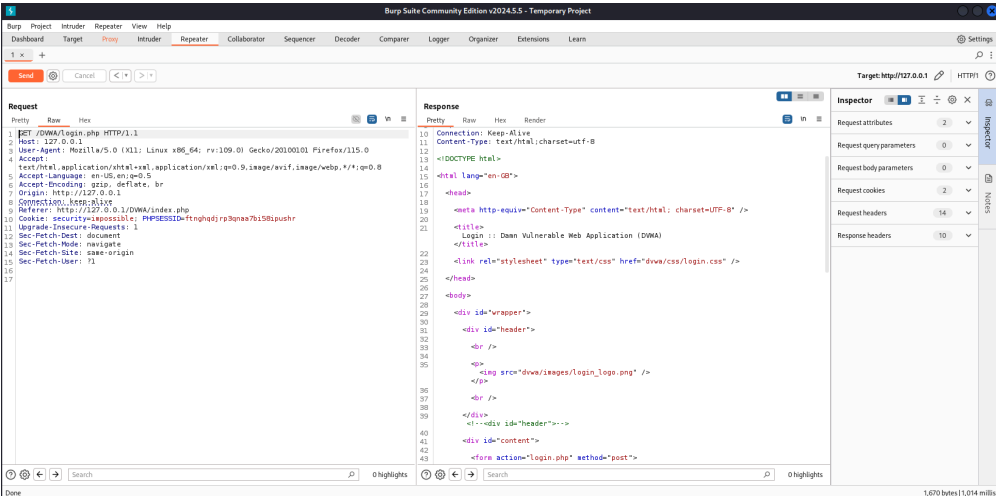 Burp Suite Community Edition v2024.5.5 - Temporary Project
Burp Project Intruder Repeater View Help
Dashboard Target Proxy Intruder Repeater Collaborator Sequencer Decoder Comparer Logger Organizer Extensions Learn Settings
1 × +
Send Cancel < > Target: http://127.0.0.1 HTTP/1
Request
Pretty Raw Hex \n
1 GET /DVWA/login.php HTTP/1.1
2 Host: 127.0.0.1
3 User-Agent: Mozilla/5.0 (X11; Linux x86_64; rv:109.0) Gecko/20100101 Firefox/115.0
4 Accept:
text/html,application/xhtml+xml,application/xml;q=0.9,image/avif,image/webp,*/*;q=0.8
5 Accept-Language: en-US,en;q=0.5
6 Accept-Encoding: gzip, deflate, br
7 Origin: http://127.0.0.1
8 Connection: keep-alive
9 Referer: http://127.0.0.1/DVWA/index.php
10 Cookie: security=impossible; PHPSESSID=ftnghqdjrp3qnaa7bi58ipushr
11 Upgrade-Insecure-Requests: 1
12 Sec-Fetch-Dest: document
13 Sec-Fetch-Mode: navigate
14 Sec-Fetch-Site: same-origin
15 Sec-Fetch-User: ?1
16
17
Search 0 highlights
Response
Pretty Raw Hex Render \n
10 Connection: Keep-Alive
11 Content-Type: text/html;charset=utf-8
12
13 <!DOCTYPE html>
14
15 <html lang="en-GB">
16
17 <head>
18
19 <meta http-equiv="Content-Type" content="text/html; charset=UTF-8" />
20
21 <title>
Login :: Damn Vulnerable Web Application (DVWA)
</title>
22
23 <link rel="stylesheet" type="text/css" href="dvwa/css/login.css" />
24
25 </head>
26
27 <body>
28
29 <div id="wrapper">
30
31 <div id="header">
32
33 <br />
34
35 <p>
<img src="dvwa/images/login_logo.png" />
</p>
36
37 <br />
38
39 </div>
<!--<div id="header">-->
40
41 <div id="content">
42
43 <form action="login.php" method="post">
Search 0 highlights
Inspector
Request attributes 2
Request query parameters 0
Request body parameters 0
Request cookies 2
Request headers 14
Response headers 10
Inspector
Notes
Done 1,670 bytes | 1,014 millis